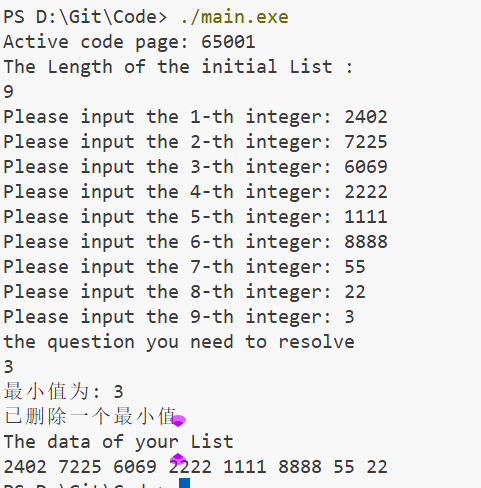 PS D:\Git\Code> ./main.exe
Active code page: 65001
The Length of the initial List :
9
Please input the 1-th integer: 2402
Please input the 2-th integer: 7225
Please input the 3-th integer: 6069
Please input the 4-th integer: 2222
Please input the 5-th integer: 1111
Please input the 6-th integer: 8888
Please input the 7-th integer: 55
Please input the 8-th integer: 22
Please input the 9-th integer: 3
the question you need to resolve
3
最小值为: 3
已删除一个最小值
The data of your List
2402 7225 6069 2222 1111 8888 55 22
PS D:\Git\Code>